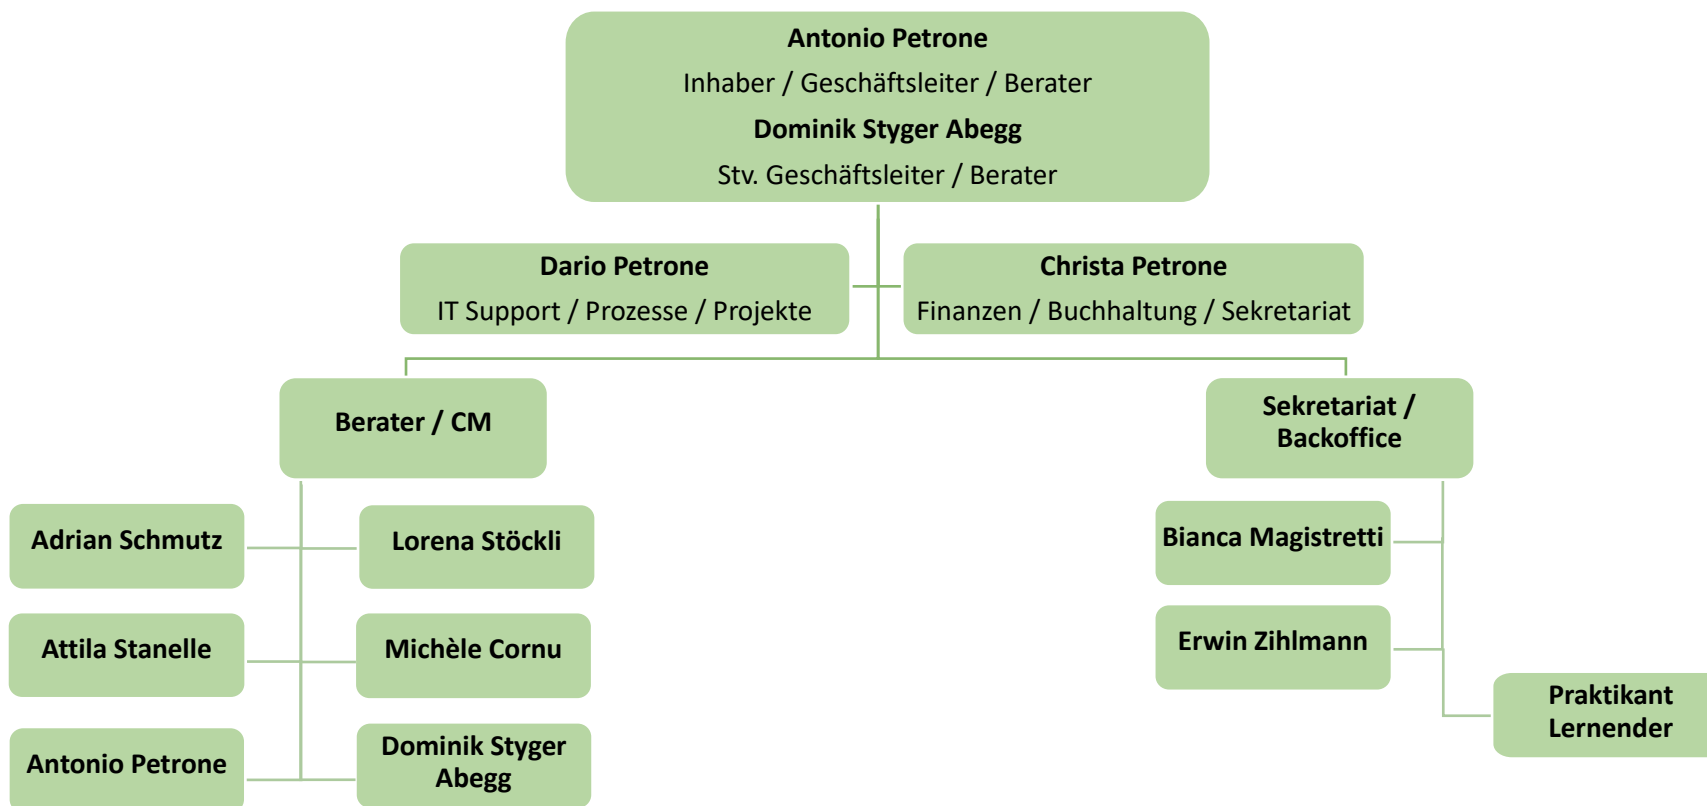 Antonio Petrone
Inhaber / Geschäftsleiter / Berater
Dominik Styger Abegg
Stv. Geschäftsleiter / Berater
Dario Petrone
IT Support / Prozesse / Projekte
Christa Petrone
Finanzen / Buchhaltung / Sekretariat
Berater / CM
Sekretariat /
Backoffice
Adrian Schmutz
Lorena Stöckli
Bianca Magistretti
Attila Stanelle
Michèle Cornu
Erwin Zihlmann
Praktikant
Lernender
Antonio Petrone
Dominik Styger
Abegg